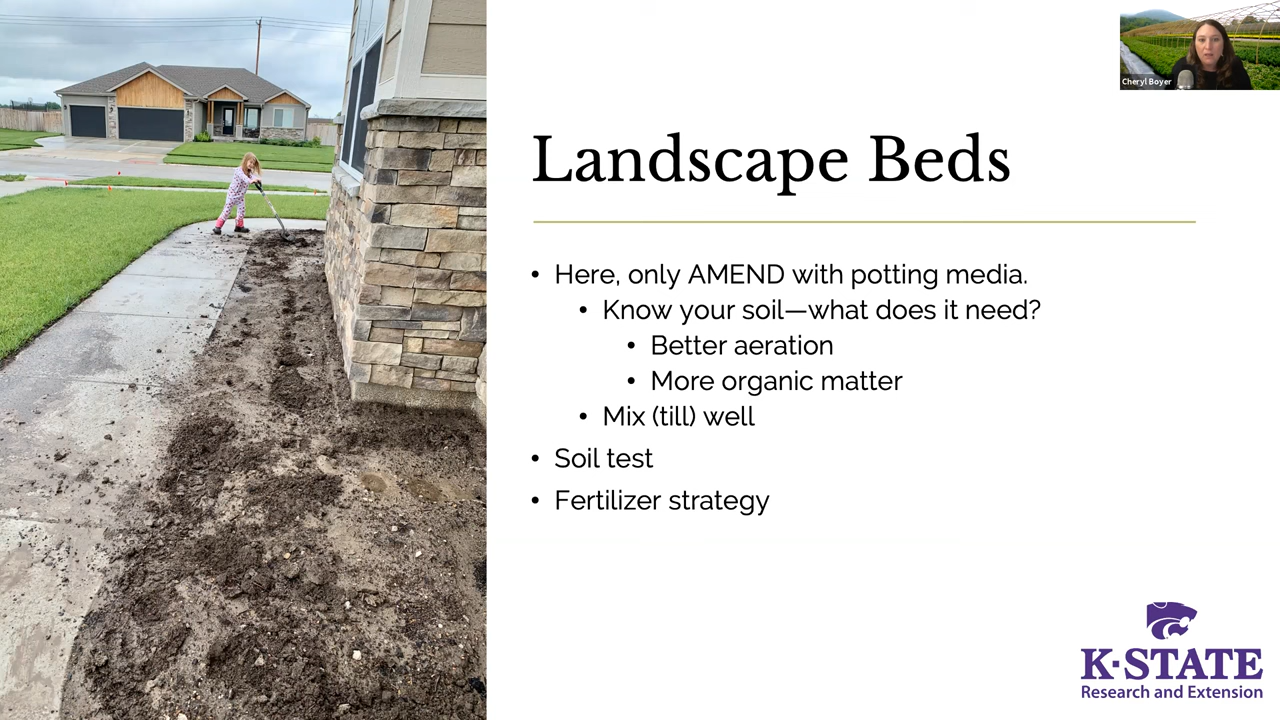 Cheryl Boyer
Landscape Beds
• Here, only AMEND with potting media.
• Know your soil—what does it need?
• Better aeration
• More organic matter
• Mix (till) well
• Soil test
• Fertilizer strategy
K-STATE
Research and Extension